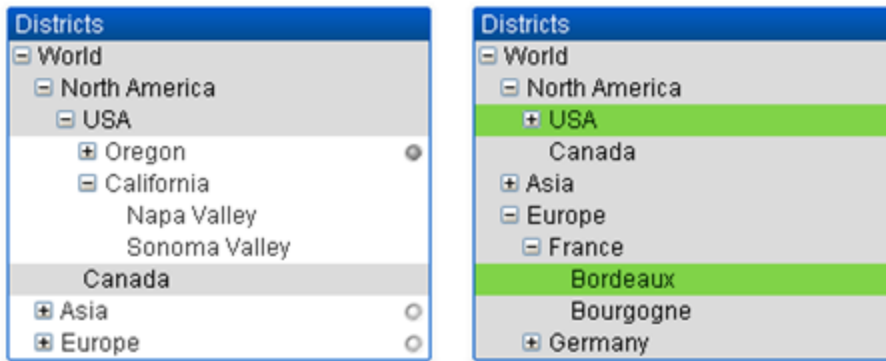 Districts
World
North America
USA
Oregon
California
Napa Valley
Sonoma Valley
Canada
Asia
Europe
Districts
World
North America
USA
Canada
Asia
Europe
France
Bordeaux
Bourgogne
Germany